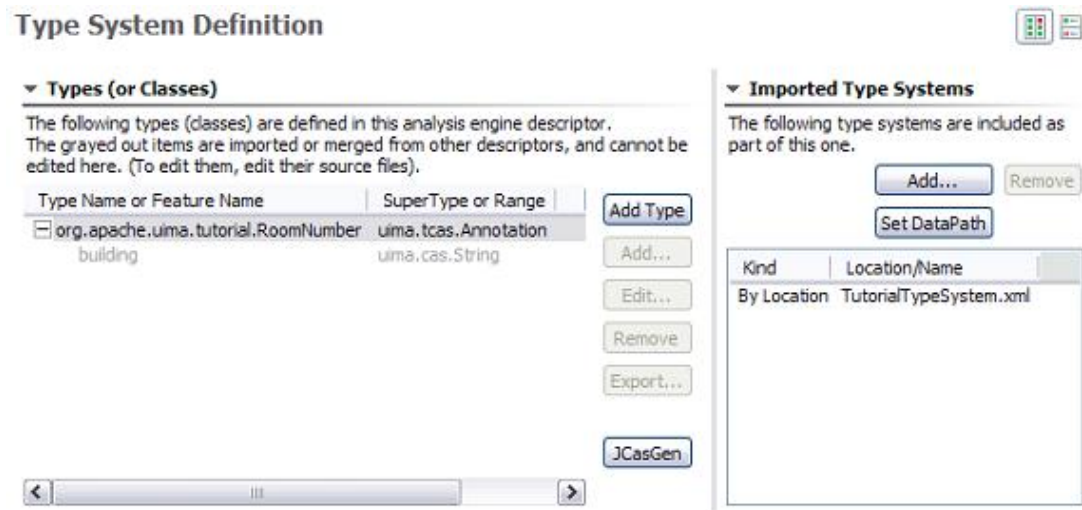 Type System Definition
Types (or Classes)
The following types (classes) are defined in this analysis engine descriptor.
The grayed out items are imported or merged from other descriptors, and cannot be
edited here. (To edit them, edit their source files).
Type Name or Feature Name SuperType or Range
org.apache.uima.tutorial.RoomNumber uima.tcas.Annotation
building uima.cas.String
Add Type
Add...
Edit...
Remove
Export...
JCasGen
Imported Type Systems
The following type systems are included as
part of this one.
Add... Remove
Set DataPath
Kind Location/Name
By Location TutorialTypeSystem.xml